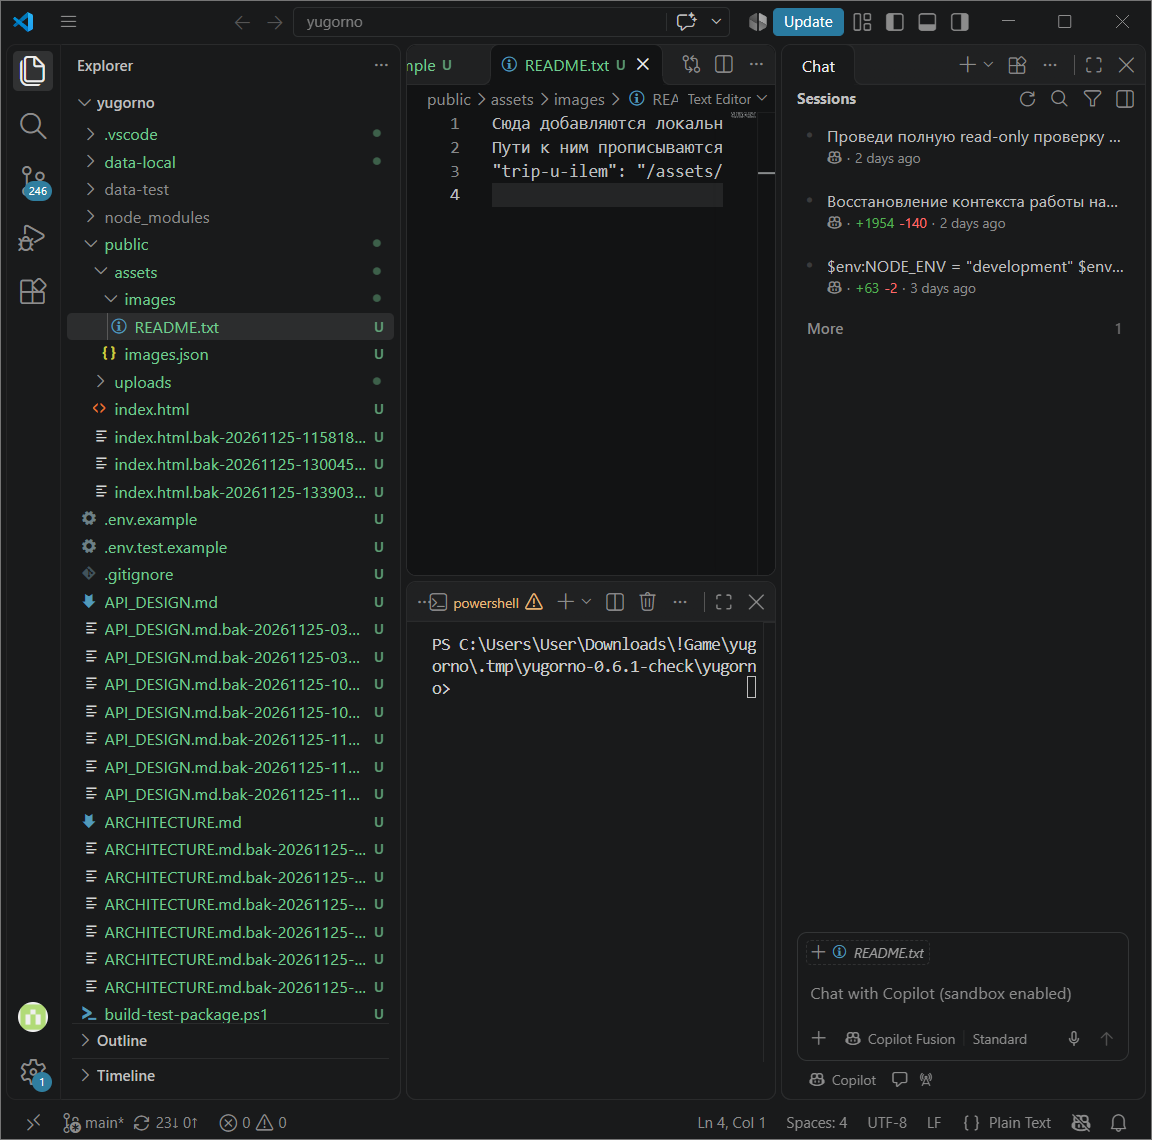 yugorno
Update
Explorer
yugorno
.vscode
data-local
data-test
node_modules
public
assets
images
README.txt U
images.json U
uploads
index.html U
index.html.bak-20261125-115818... U
index.html.bak-20261125-130045... U
index.html.bak-20261125-133903... U
.env.example U
.env.test.example U
.gitignore U
API_DESIGN.md U
API_DESIGN.md.bak-20261125-03... U
API_DESIGN.md.bak-20261125-03... U
API_DESIGN.md.bak-20261125-10... U
API_DESIGN.md.bak-20261125-10... U
API_DESIGN.md.bak-20261125-11... U
API_DESIGN.md.bak-20261125-11... U
API_DESIGN.md.bak-20261125-11... U
ARCHITECTURE.md U
ARCHITECTURE.md.bak-20261125-... U
ARCHITECTURE.md.bak-20261125-... U
ARCHITECTURE.md.bak-20261125-... U
ARCHITECTURE.md.bak-20261125-... U
ARCHITECTURE.md.bak-20261125-... U
ARCHITECTURE.md.bak-20261125-... U
build-test-package.ps1 U
Outline
Timeline
246
1
mple U
README.txt U
public > assets > images > REA Text Editor
1 Сюда добавляются локальн
2 Пути к ним прописываются
3 "trip-u-ilem": "/assets/
4
powershell
PS C:\Users\User\Downloads\!Game\yug
orno\.tmp\yugorno-0.6.1-check\yugorn
o>
Chat
Sessions
Проведи полную read-only проверку ...
· 2 days ago
Восстановление контекста работы на...
· +1954 -140 · 2 days ago
$env:NODE_ENV = "development" $env...
· +63 -2 · 3 days ago
More 1
README.txt
Chat with Copilot (sandbox enabled)
Copilot Fusion Standard
Copilot
main* 23↓ 0↑ 0 0 Ln 4, Col 1 Spaces: 4 UTF-8 LF { } Plain Text